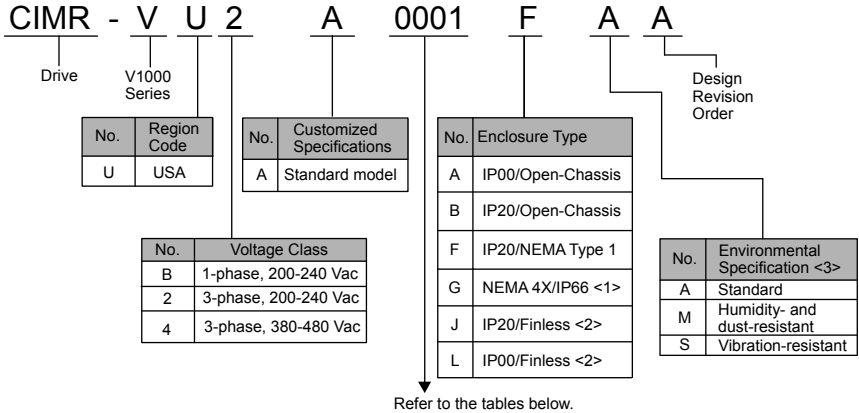 CIMR - V U 2 A 0001 F A A
Drive
V1000
Series
Design
Revision
Order
No. Region
Code
U USA
No. Customized
Specifications
A Standard model
No. Enclosure Type
A IP00/Open-Chassis
B IP20/Open-Chassis
F IP20/NEMA Type 1
G NEMA 4X/IP66 <1>
J IP20/Finless <2>
L IP00/Finless <2>
No. Voltage Class
B 1-phase, 200-240 Vac
2 3-phase, 200-240 Vac
4 3-phase, 380-480 Vac
No. Environmental
Specification <3>
A Standard
M Humidity- and
dust-resistant
S Vibration-resistant
Refer to the tables below.